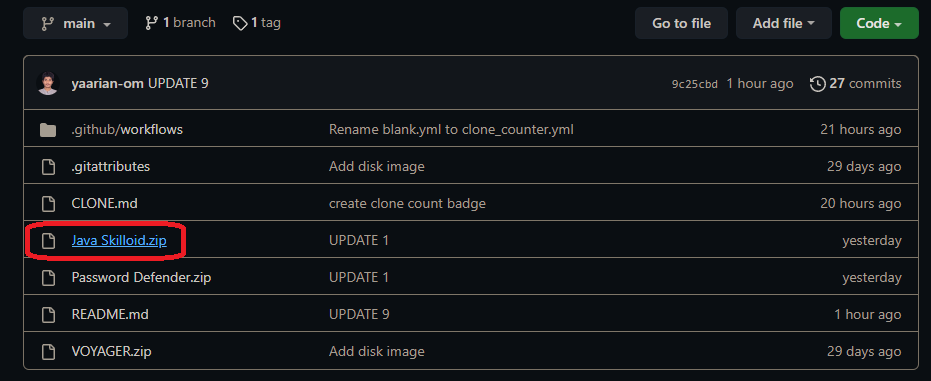 main 1 branch 1 tag Go to file Add file Code
yaarian-om UPDATE 9 9c25cbd 1 hour ago 27 commits
.github/workflows Rename blank.yml to clone_counter.yml 21 hours ago
.gitattributes Add disk image 29 days ago
CLONE.md create clone count badge 20 hours ago
Java Skilloid.zip UPDATE 1 yesterday
Password Defender.zip UPDATE 1 yesterday
README.md UPDATE 9 1 hour ago
VOYAGER.zip Add disk image 29 days ago